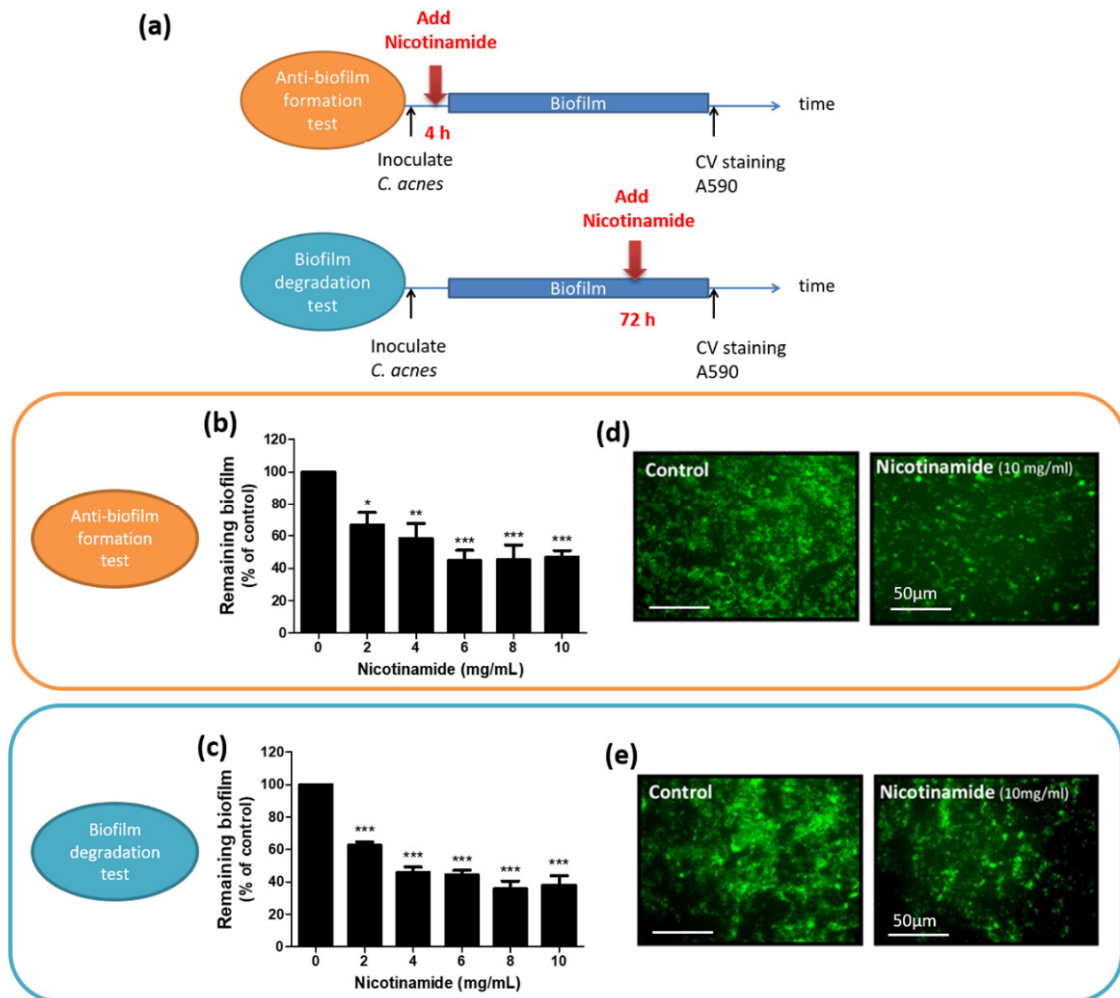 (a)
Add
Nicotinamide
Anti-biofilm
formation
test
Biofilm
time
4 h
Inoculate
C. acnes
CV staining
A590
Add
Nicotinamide
Biofilm
degradation
test
Biofilm
time
72 h
Inoculate
C. acnes
CV staining
A590
(b)
Anti-biofilm
formation
test
Remaining biofilm
(% of control)
120
100
80
60
40
20
0
*
**
***
***
***
0 2 4 6 8 10
Nicotinamide (mg/mL)
(d)
Control
Nicotinamide (10 mg/ml)
50µm
(c)
Biofilm
degradation
test
Remaining biofilm
(% of control)
120
100
80
60
40
20
0
***
***
***
***
***
0 2 4 6 8 10
Nicotinamide (mg/mL)
(e)
Control
Nicotinamide (10mg/ml)
50µm